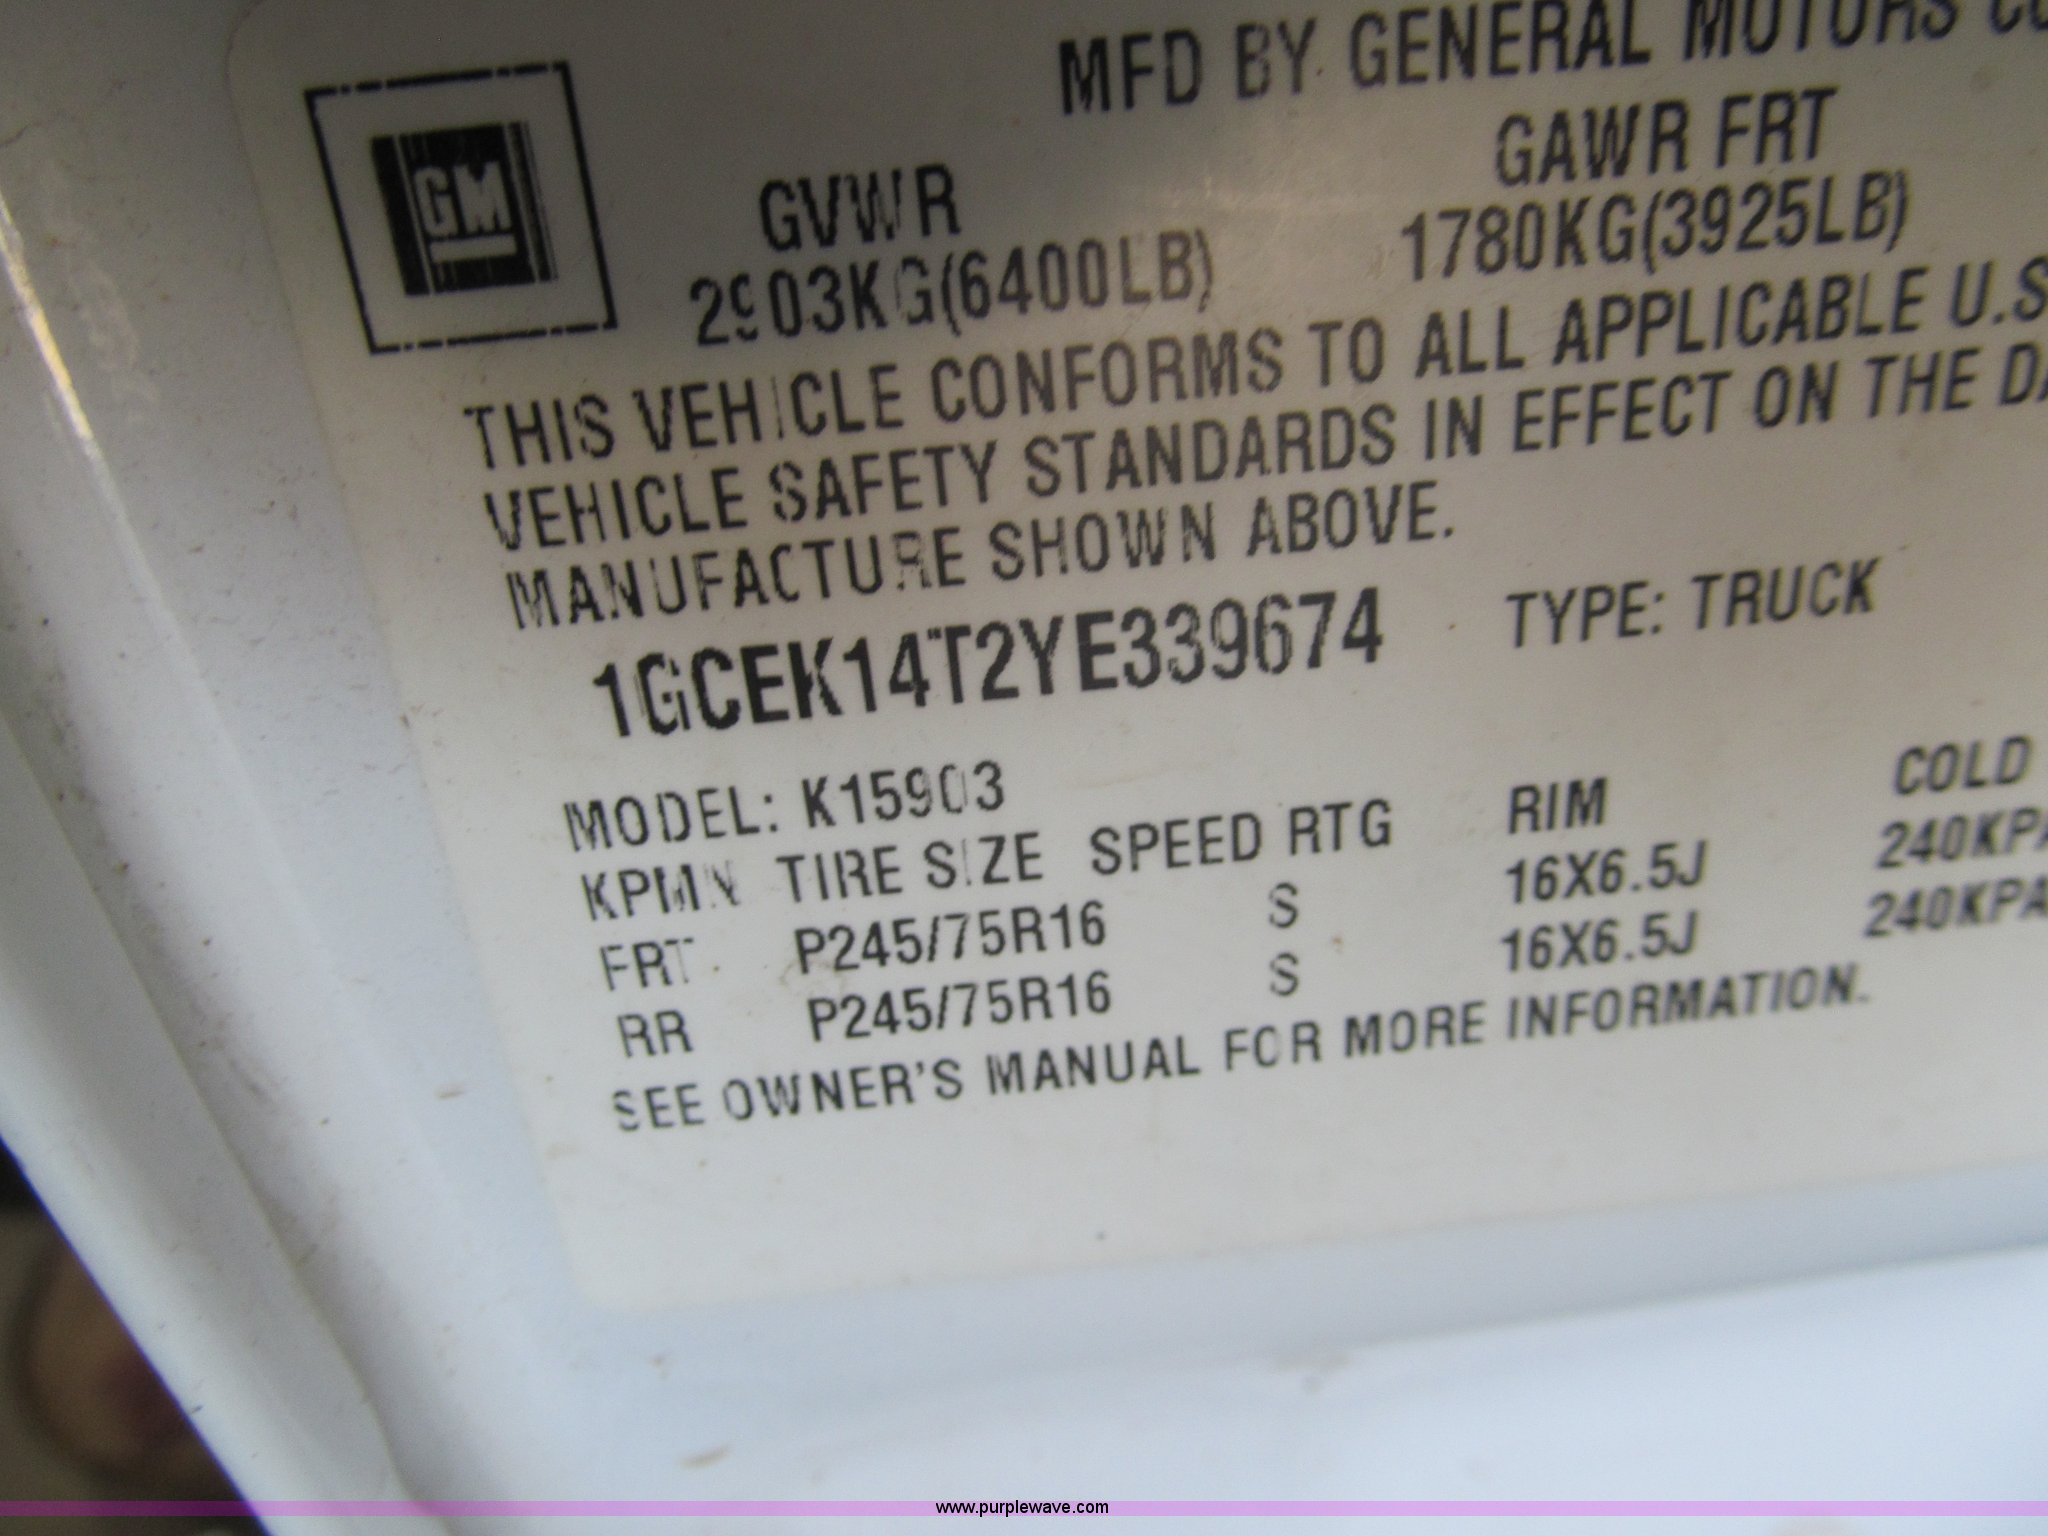 MFD BY GENERAL MOTORS
GM
GVWR GAWR FRT
2903KG(6400LB) 1780KG(3925LB)
THIS VEHICLE CONFORMS TO ALL APPLICABLE U.S
VEHICLE SAFETY STANDARDS IN EFFECT ON THE
MANUFACTURE SHOWN ABOVE.
1GCEK14T2YE339674 TYPE: TRUCK
MODEL: K15903
KPMN TIRE SIZE SPEED RTG RIM COLD
FRT P245/75R16 S 16X6.5J 240KPA
RR P245/75R16 S 16X6.5J 240KPA
SEE OWNER'S MANUAL FOR MORE INFORMATION.
www.purplewave.com